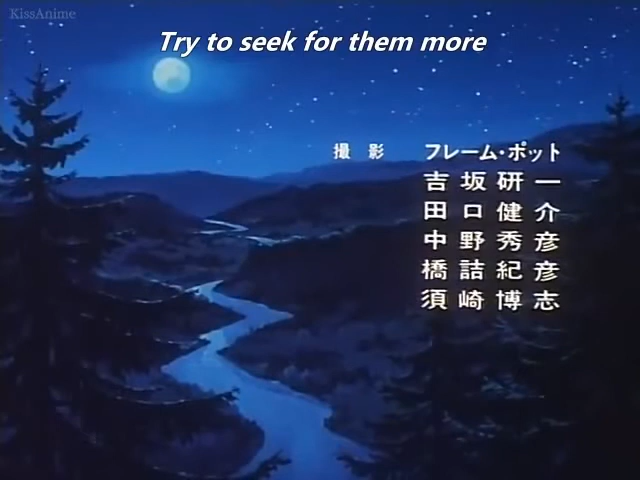 KissAnime
Try to seek for them more
撮影 フレーム・ポット
吉坂研一
田口健介
中野秀彦
橋詰紀彦
須崎博志